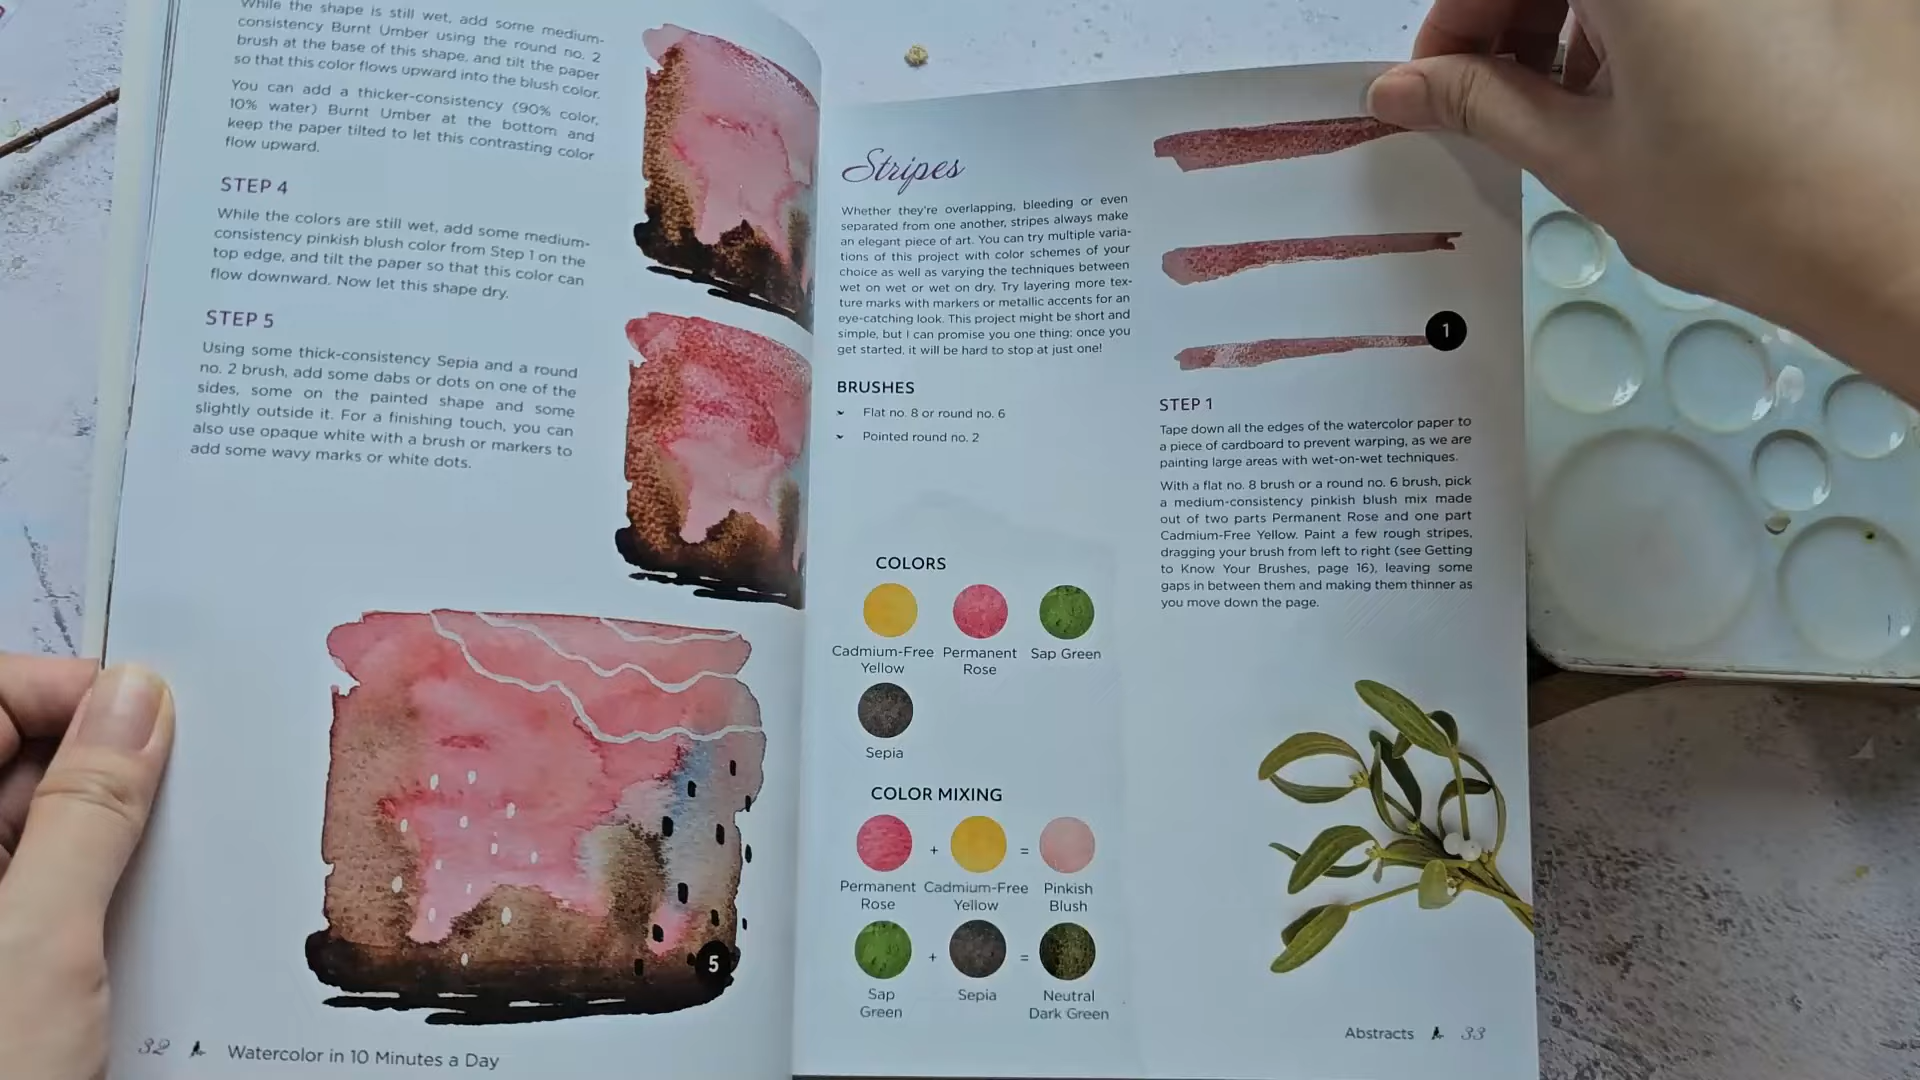 While the shape is still wet, add some medium-
consistency Burnt Umber using the round no. 2
brush at the base of this shape, and tilt the paper
so that this color flows upward into the blush color.
You can add a thicker-consistency (90% color,
10% water) Burnt Umber at the bottom and
keep the paper tilted to let this contrasting color
flow upward.
STEP 4
While the colors are still wet, add some medium-
consistency pinkish blush color from Step 1 on the
top edge, and tilt the paper so that this color can
flow downward. Now let this shape dry.
STEP 5
Using some thick-consistency Sepia and a round
no. 2 brush, add some dabs or dots on one of the
sides, some on the painted shape and some
slightly outside it. For a finishing touch, you can
also use opaque white with a brush or markers to
add some wavy marks or white dots.
5
32 Watercolor in 10 Minutes a Day
Stripes
Whether they're overlapping, bleeding or even
separated from one another, stripes always make
an elegant piece of art. You can try multiple varia-
tions of this project with color schemes of your
choice as well as varying the techniques between
wet on wet or wet on dry. Try layering more tex-
ture marks with markers or metallic accents for an
eye-catching look. This project might be short and
simple, but I can promise you one thing: once you
get started, it will be hard to stop at just one!
BRUSHES
Flat no. 8 or round no. 6
Pointed round no. 2
COLORS
Cadmium-Free Yellow
Permanent Rose
Sap Green
Sepia
COLOR MIXING
+ =
Permanent Rose
Cadmium-Free Yellow
Pinkish Blush
+ =
Sap Green
Sepia
Neutral Dark Green
1
STEP 1
Tape down all the edges of the watercolor paper to
a piece of cardboard to prevent warping, as we are
painting large areas with wet-on-wet techniques.
With a flat no. 8 brush or a round no. 6 brush, pick
a medium-consistency pinkish blush mix made
out of two parts Permanent Rose and one part
Cadmium-Free Yellow. Paint a few rough stripes,
dragging your brush from left to right (see Getting
to Know Your Brushes, page 16), leaving some
gaps in between them and making them thinner as
you move down the page.
Abstracts 33